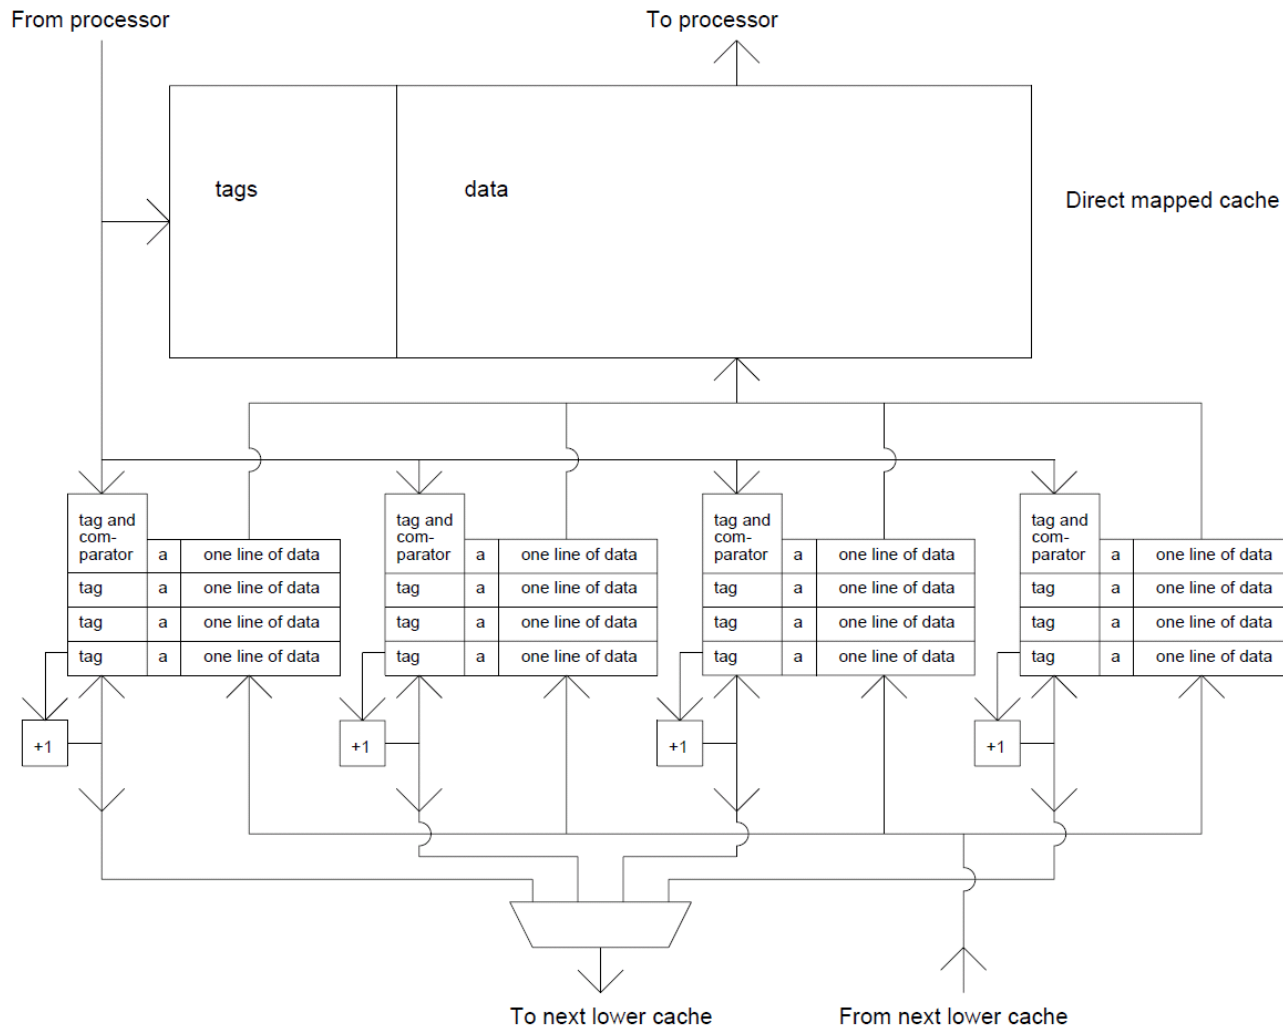 From processor
To processor
tags
data
Direct mapped cache
tag and
com-
parator
a
one line of data
tag
a
one line of data
tag
a
one line of data
tag
a
one line of data
+1
tag and
com-
parator
a
one line of data
tag
a
one line of data
tag
a
one line of data
tag
a
one line of data
+1
tag and
com-
parator
a
one line of data
tag
a
one line of data
tag
a
one line of data
tag
a
one line of data
+1
tag and
com-
parator
a
one line of data
tag
a
one line of data
tag
a
one line of data
tag
a
one line of data
+1
To next lower cache
From next lower cache